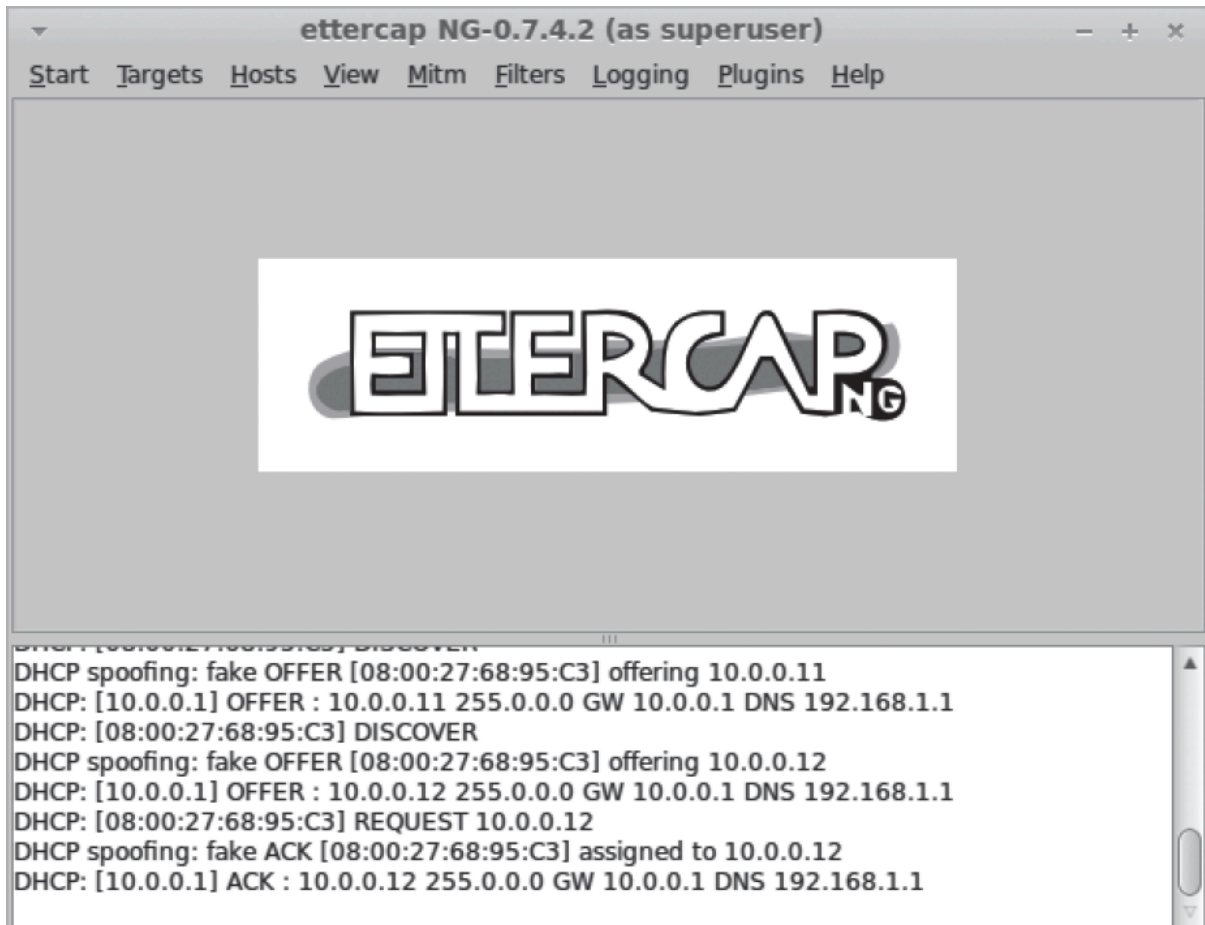 ettercap NG-0.7.4.2 (as superuser)
Start Targets Hosts View Mitm Filters Logging Plugins Help
ETTERCAP NG
DHCP: [08:00:27:68:95:C3] DISCOVER
DHCP spoofing: fake OFFER [08:00:27:68:95:C3] offering 10.0.0.11
DHCP: [10.0.0.1] OFFER : 10.0.0.11 255.0.0.0 GW 10.0.0.1 DNS 192.168.1.1
DHCP: [08:00:27:68:95:C3] DISCOVER
DHCP spoofing: fake OFFER [08:00:27:68:95:C3] offering 10.0.0.12
DHCP: [10.0.0.1] OFFER : 10.0.0.12 255.0.0.0 GW 10.0.0.1 DNS 192.168.1.1
DHCP: [08:00:27:68:95:C3] REQUEST 10.0.0.12
DHCP spoofing: fake ACK [08:00:27:68:95:C3] assigned to 10.0.0.12
DHCP: [10.0.0.1] ACK : 10.0.0.12 255.0.0.0 GW 10.0.0.1 DNS 192.168.1.1